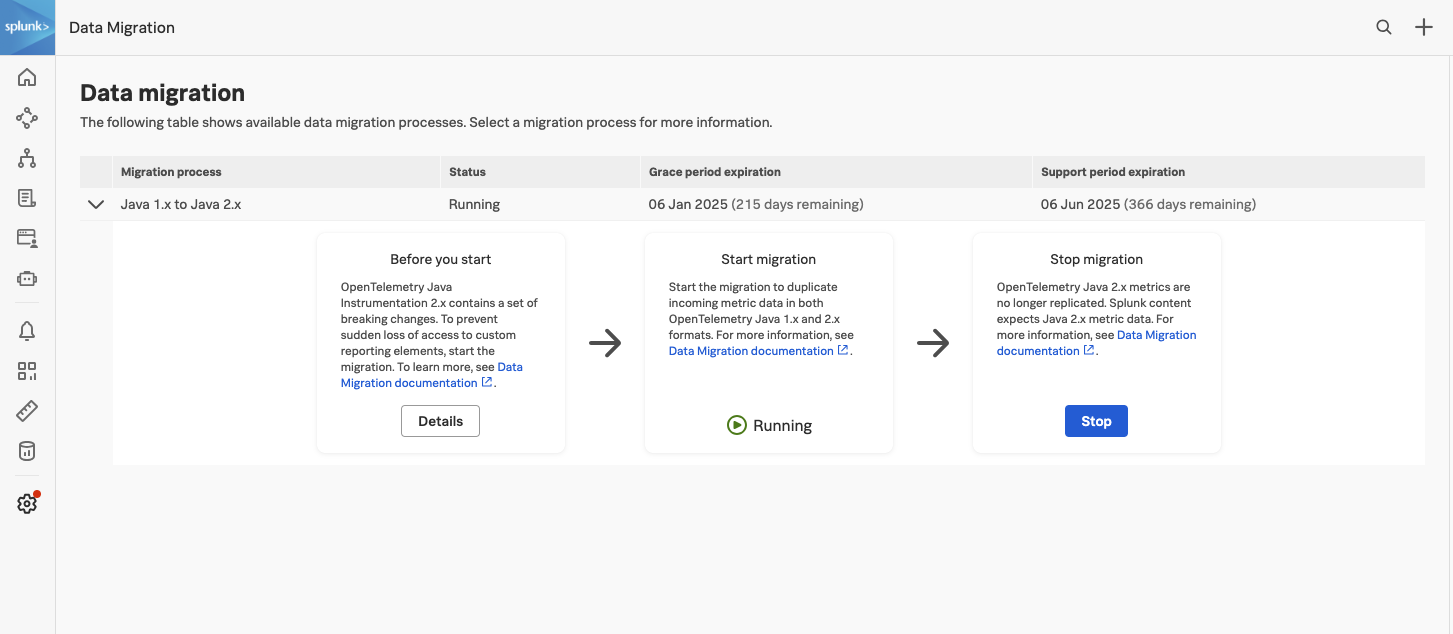 splunk>
Data Migration
Data migration
The following table shows available data migration processes. Select a migration process for more information.
Migration process Status Grace period expiration Support period expiration
Java 1.x to Java 2.x Running 06 Jan 2025 (215 days remaining) 06 Jun 2025 (366 days remaining)
Before you start
OpenTelemetry Java
Instrumentation 2.x contains a set of
breaking changes. To prevent
sudden loss of access to custom
reporting elements, start the
migration. To learn more, see Data
Migration documentation.
Details
Start migration
Start the migration to duplicate
incoming metric data in both
OpenTelemetry Java 1.x and 2.x
formats. For more information, see
Data Migration documentation.
Running
Stop migration
OpenTelemetry Java 2.x metrics are
no longer replicated. Splunk content
expects Java 2.x metric data. For
more information, see Data Migration
documentation.
Stop